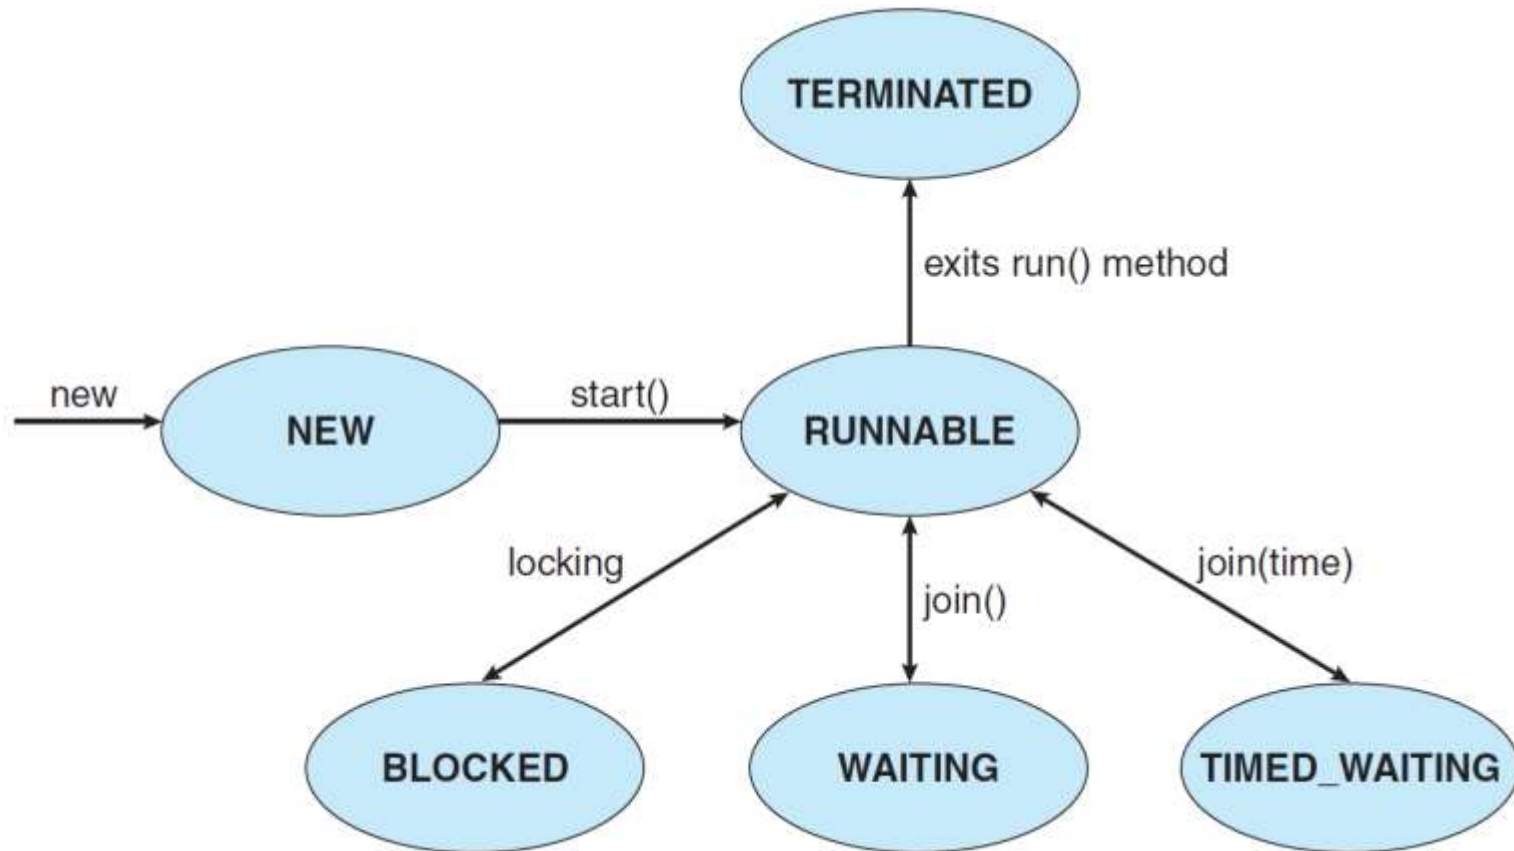 TERMINATED
exits run() method
new
start()
NEW
RUNNABLE
locking
join()
join(time)
BLOCKED
WAITING
TIMED_WAITING